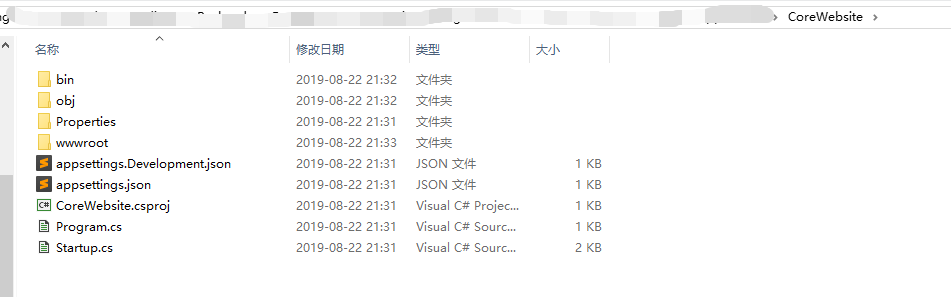 CoreWebsite
名称 修改日期 类型 大小
bin 2019-08-22 21:32 文件夹
obj 2019-08-22 21:32 文件夹
Properties 2019-08-22 21:31 文件夹
wwwroot 2019-08-22 21:33 文件夹
appsettings.Development.json 2019-08-22 21:31 JSON 文件 1 KB
appsettings.json 2019-08-22 21:31 JSON 文件 1 KB
CoreWebsite.csproj 2019-08-22 21:31 Visual C# Projec... 1 KB
Program.cs 2019-08-22 21:31 Visual C# Sourc... 1 KB
Startup.cs 2019-08-22 21:31 Visual C# Sourc... 2 KB